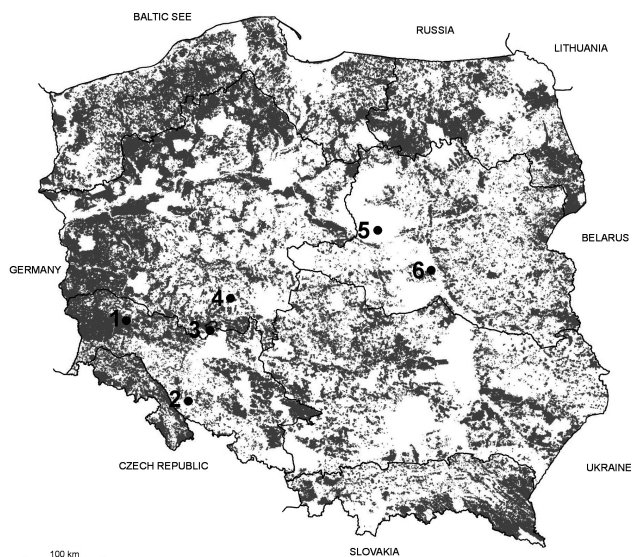 BALTIC SEE
RUSSIA
LITHUANIA
5
BELARUS
6
GERMANY
4
1
3
2
CZECH REPUBLIC
UKRAINE
100 km
SLOVAKIA